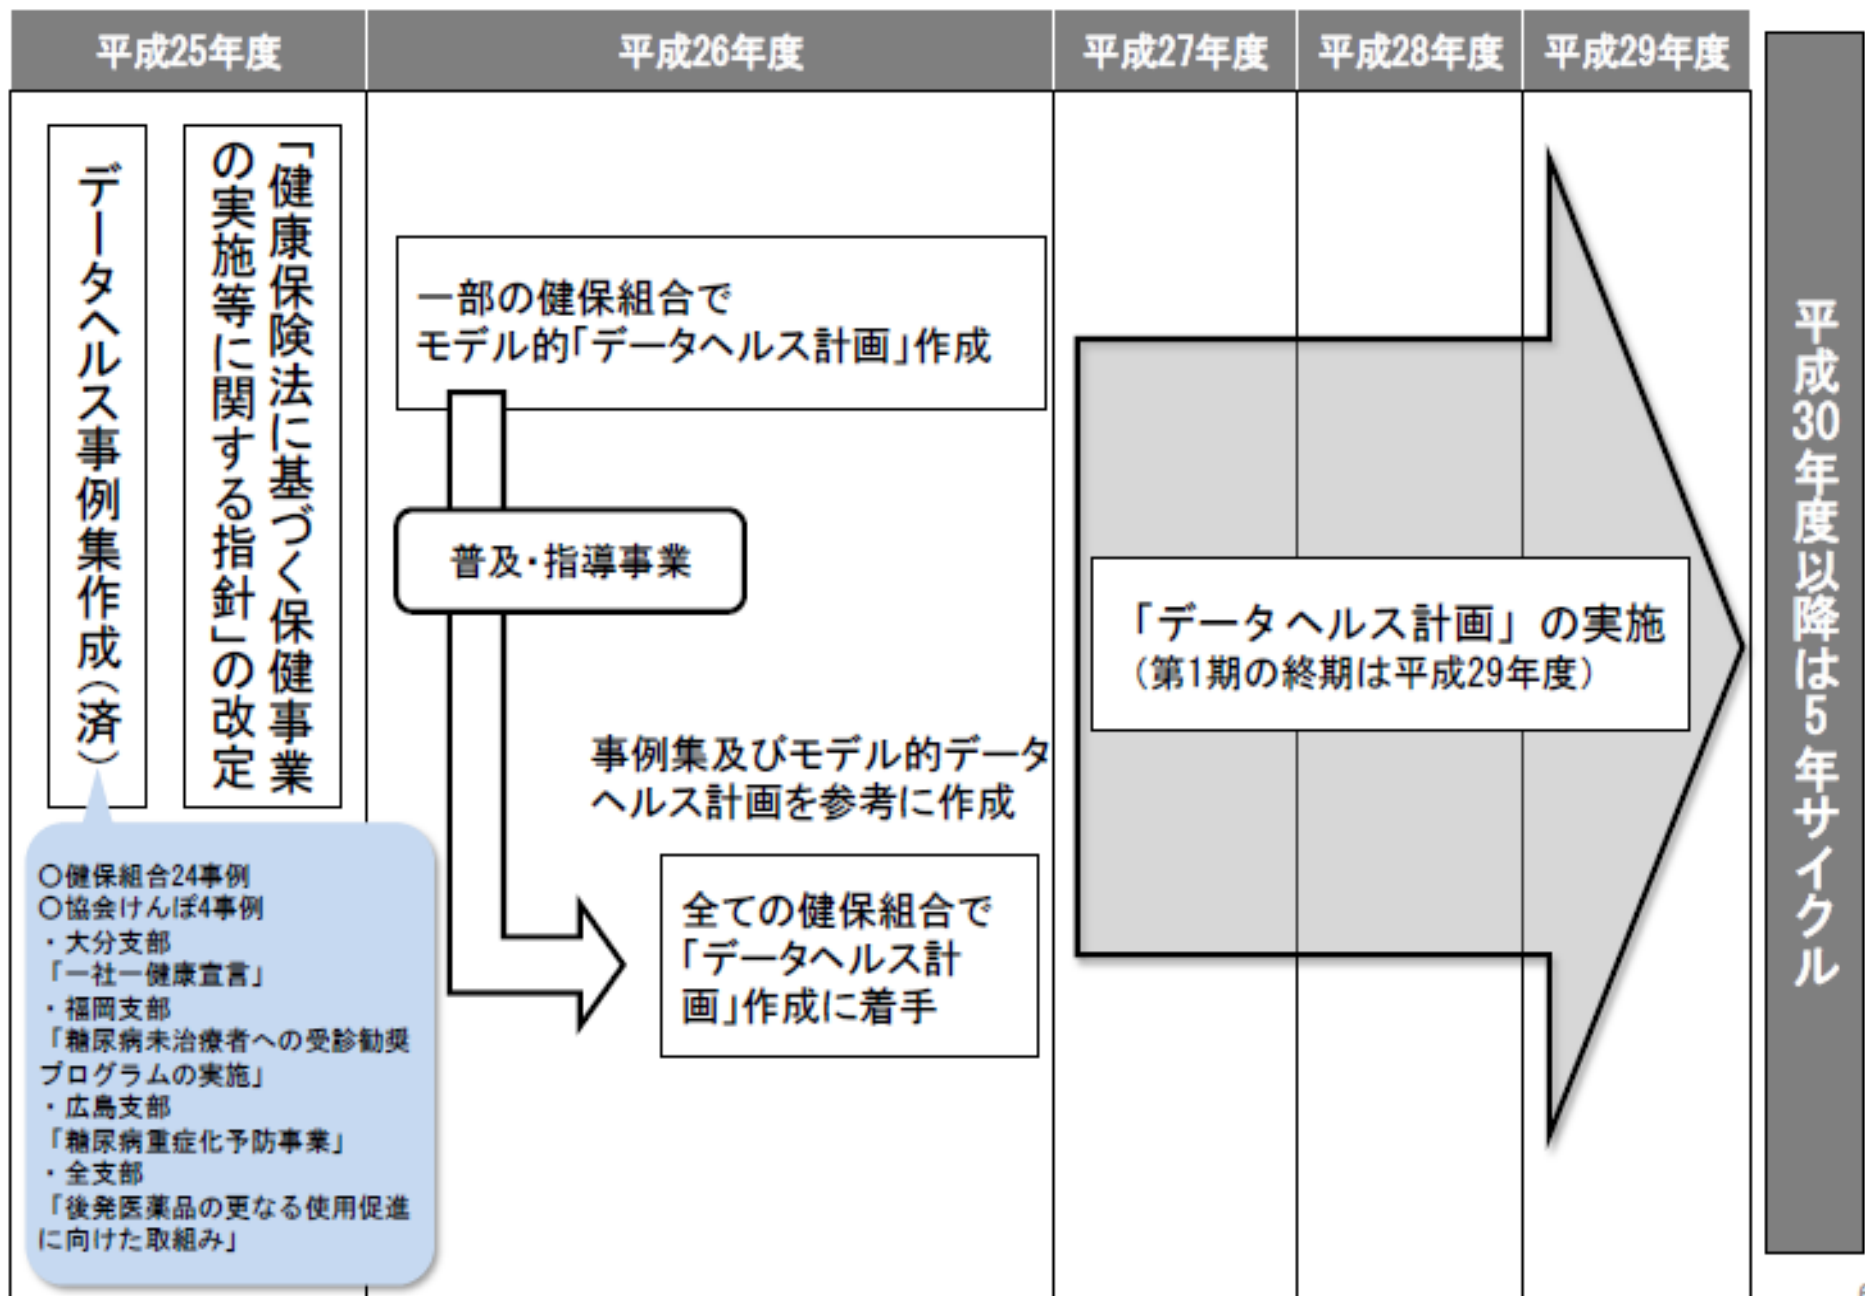 平成25年度
平成26年度
平成27年度
平成28年度
平成29年度
データヘルス事例集作成(済)
「健康保険法に基づく保健事業
の実施等に関する指針」の改定
○健保組合24事例
○協会けんぽ4事例
・大分支部
「一社一健康宣言」
・福岡支部
「糖尿病未治療者への受診勧奨
プログラムの実施」
・広島支部
「糖尿病重症化予防事業」
・全支部
「後発医薬品の更なる使用促進
に向けた取組み」
一部の健保組合で
モデル的「データヘルス計画」作成
普及・指導事業
事例集及びモデル的データ
ヘルス計画を参考に作成
全ての健保組合で
「データヘルス計
画」作成に着手
「データヘルス計画」の実施
(第1期の終期は平成29年度)
平成30年度以降は5年サイクル